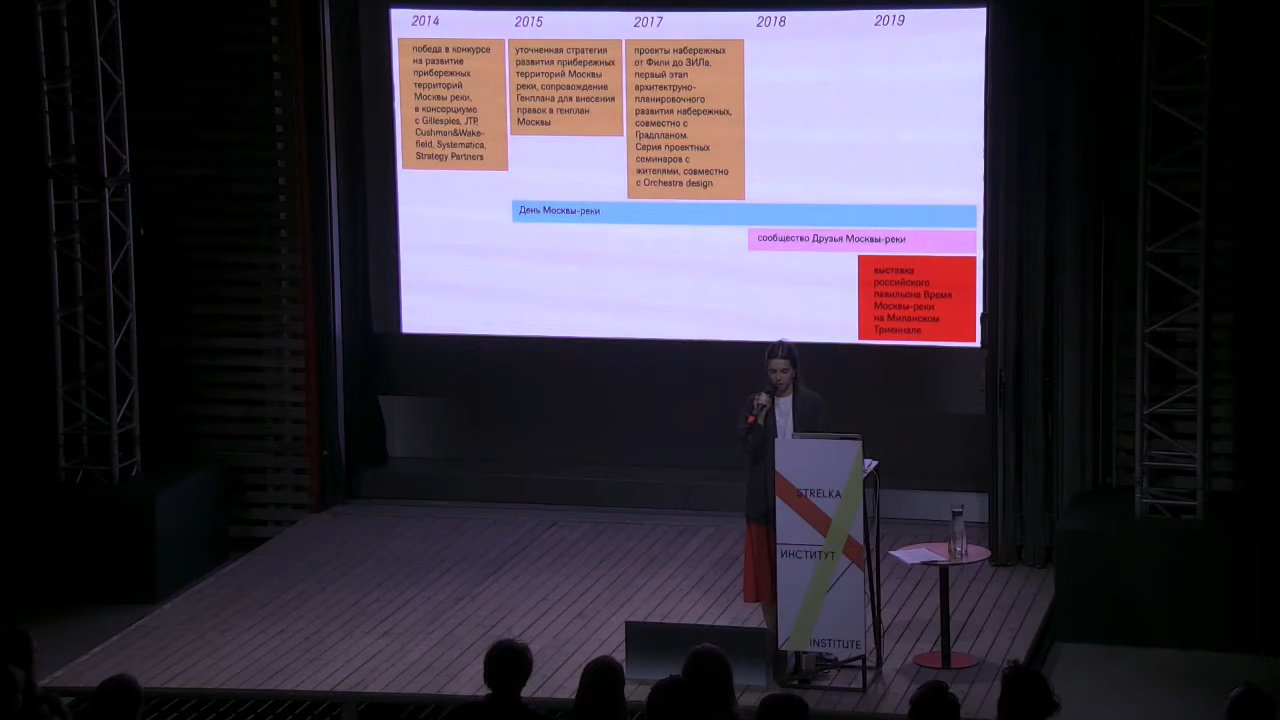 2014
2015
2017
2018
2019
победа в конкурсе
на развитие
прибрежных
территорий
Москвы реки,
в консорциуме
с Gillespies, JTP,
Cushman&Wake-
field, Systematica,
Strategy Partners
уточненная стратегия
развития прибрежных
территорий Москвы
реки, сопровождение
Генплана для внесения
правок в генплан
Москвы
проекты набережных
от Фили до ЗИЛа,
первый этап
архитектруно-
планировочного
развития набережных,
совместно с
Градпланом.
Серия проектных
семинаров с
жителями, совместно
с Orchestra design
День Москвы-реки
сообщество Друзья Москвы-реки
выставка
российского
павильона Время
Москвы-реки
на Миланском
Триеннале
STRELKA
ИНСТИТУТ
INSTITUTE